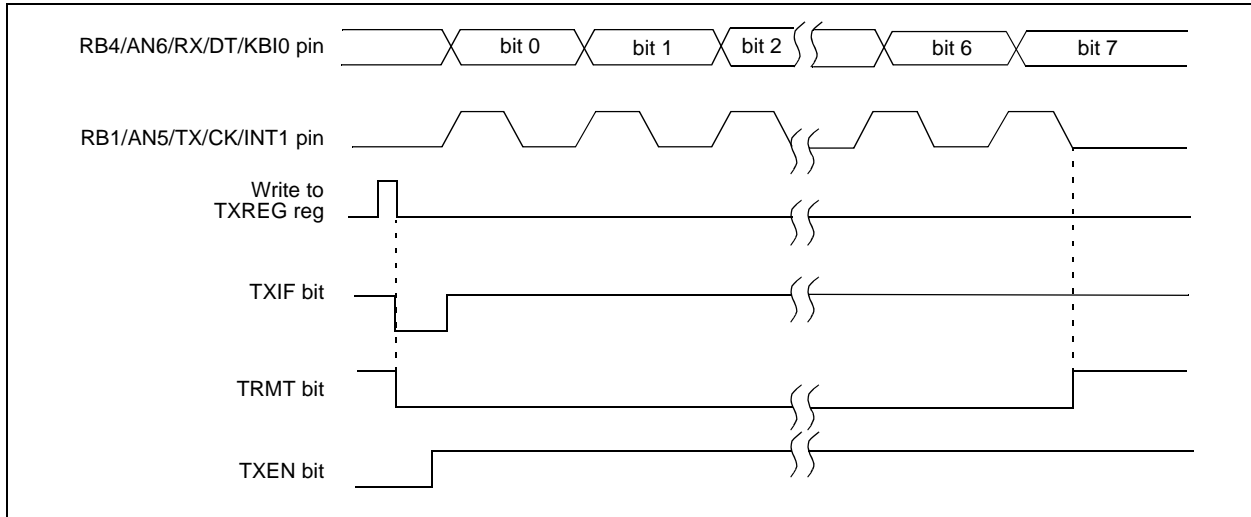 RB4/AN6/RX/DT/KBI0 pin
bit 0 bit 1 bit 2 bit 6 bit 7
RB1/AN5/TX/CK/INT1 pin
Write to
TXREG reg
TXIF bit
TRMT bit
TXEN bit